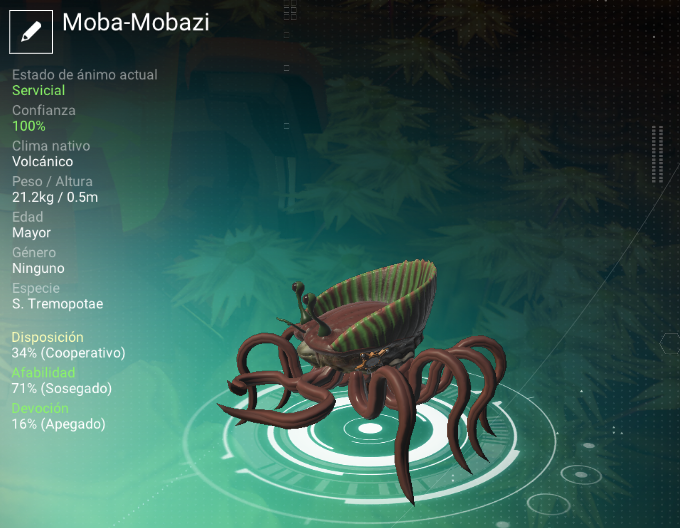 Moba-Mobazi
Estado de ánimo actual
Servicial
Confianza
100%
Clima nativo
Volcánico
Peso / Altura
21.2kg / 0.5m
Edad
Mayor
Género
Ninguno
Especie
S. Tremopotae
Disposición
34% (Cooperativo)
Afabilidad
71% (Sosegado)
Devoción
16% (Apegado)